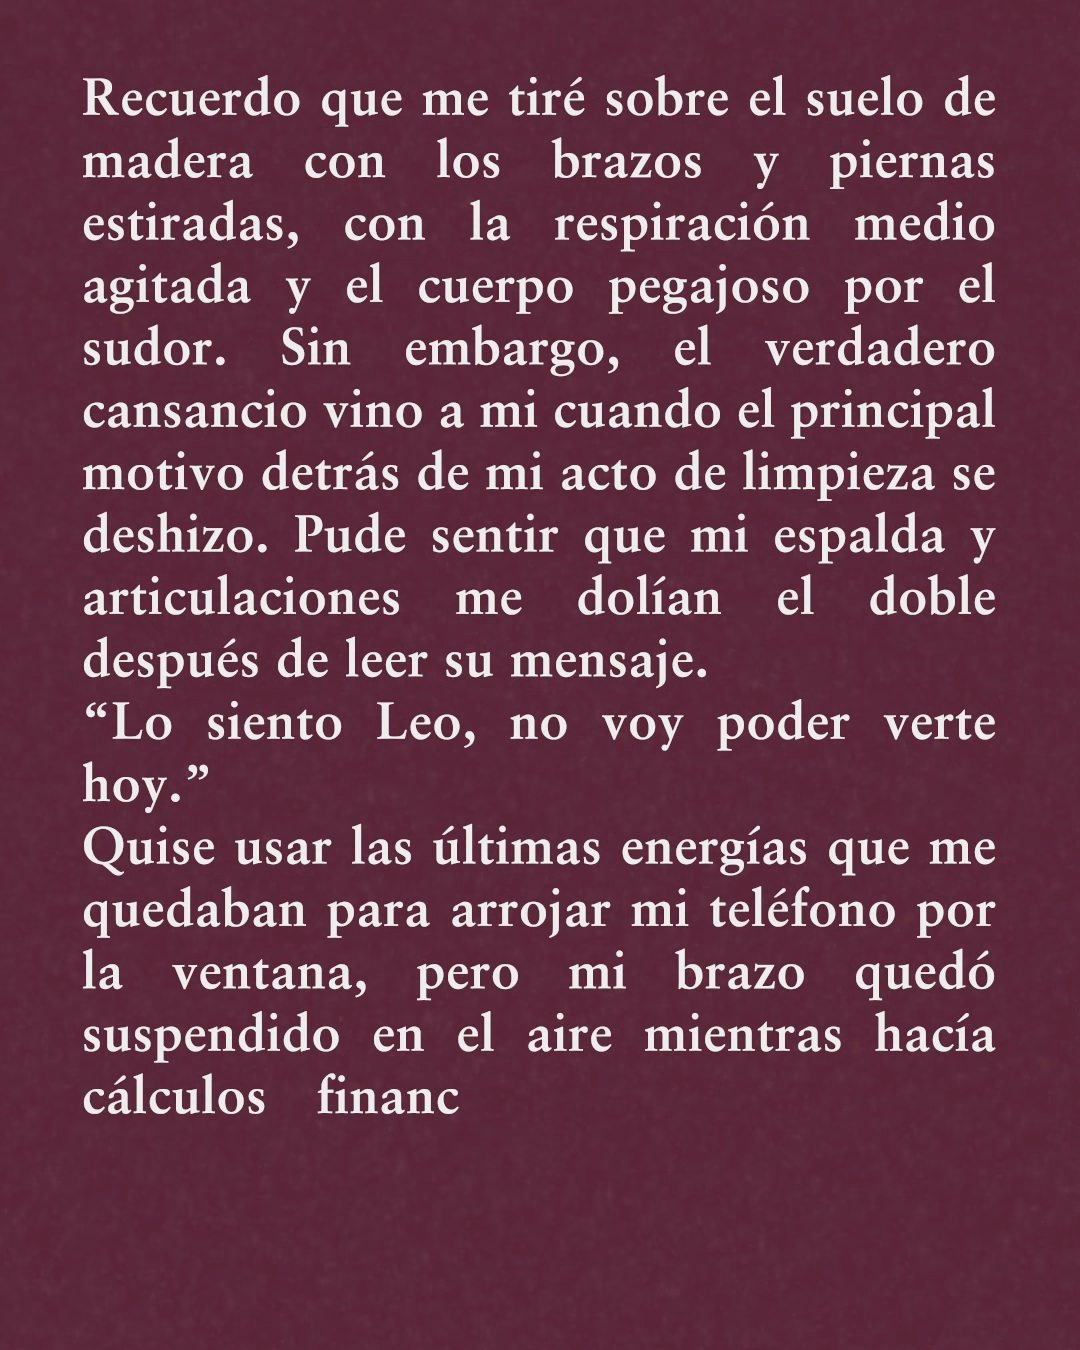 Recuerdo que me tiré sobre el suelo de
madera con los brazos y piernas
estiradas, con la respiración medio
agitada y el cuerpo pegajoso por el
sudor. Sin embargo, el verdadero
cansancio vino a mi cuando el principal
motivo detrás de mi acto de limpieza se
deshizo. Pude sentir que mi espalda y
articulaciones me dolían el doble
después de leer su mensaje.
“Lo siento Leo, no voy poder verte
hoy.”
Quise usar las últimas energías que me
quedaban para arrojar mi teléfono por
la ventana, pero mi brazo quedó
suspendido en el aire mientras hacía
cálculos financ